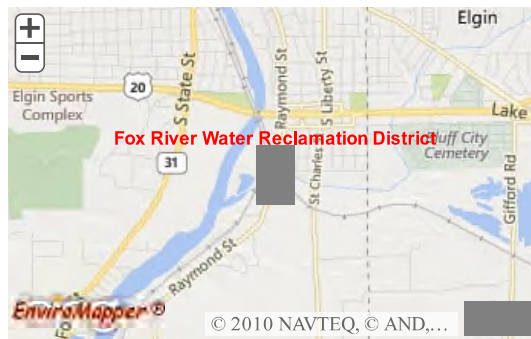 Elgin
+
−
20
Elgin Sports
Complex
S State St
Raymond St
S Liberty St
Lake
Fox River Water Reclamation District
Bluff City
Cemetery
31
St Charles St
Gifford Rd
Raymond St
EnviroMapper ®
© 2010 NAVTEQ, © AND,…